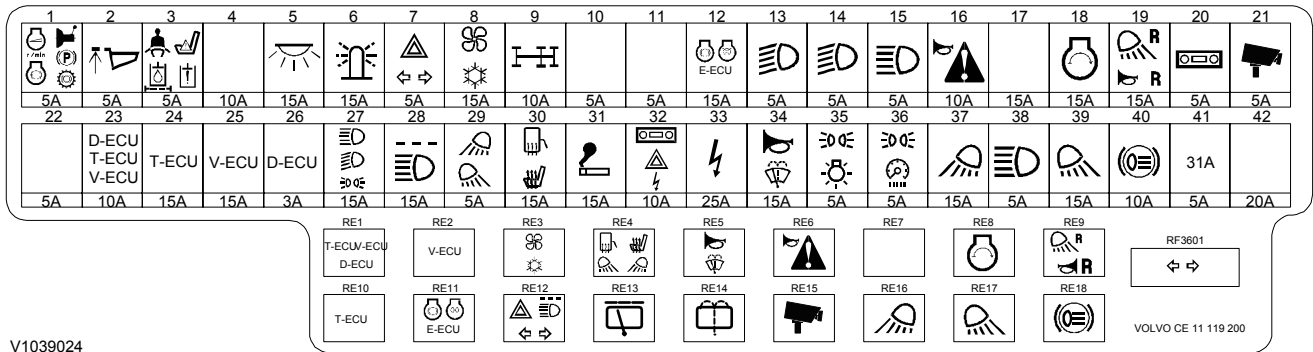 1 2 3 4 5 6 7 8 9 10 11 12 13 14 15 16 17 18 19 20 21
r/min (P) E-ECU R R
5A 5A 5A 10A 15A 15A 5A 15A 10A 5A 5A 15A 5A 5A 5A 10A 15A 15A 15A 5A 5A
22 23 24 25 26 27 28 29 30 31 32 33 34 35 36 37 38 39 40 41 42
D-ECU
T-ECU T-ECU V-ECU D-ECU 31A
V-ECU
5A 10A 15A 15A 3A 15A 15A 15A 15A 15A 10A 25A 15A 5A 5A 15A 5A 15A 10A 5A 20A
RE1 RE2 RE3 RE4 RE5 RE6 RE7 RE8 RE9 RF3601
T-ECUV-ECU V-ECU R
D-ECU R
RE10 RE11 RE12 RE13 RE14 RE15 RE16 RE17 RE18
T-ECU E-ECU
VOLVO CE 11 119 200
V1039024